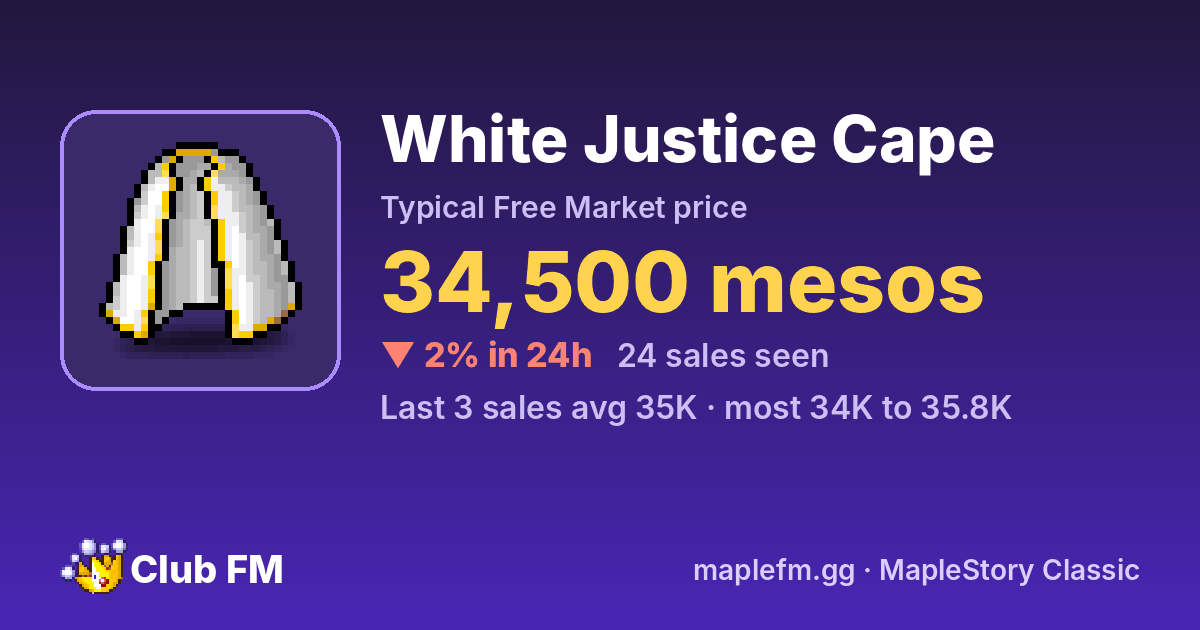 White Justice Cape
Typical Free Market price
34,500 mesos
▼ 2% in 24h 24 sales seen
Last 3 sales avg 35K · most 34K to 35.8K
Club FM
maplefm.gg · MapleStory Classic